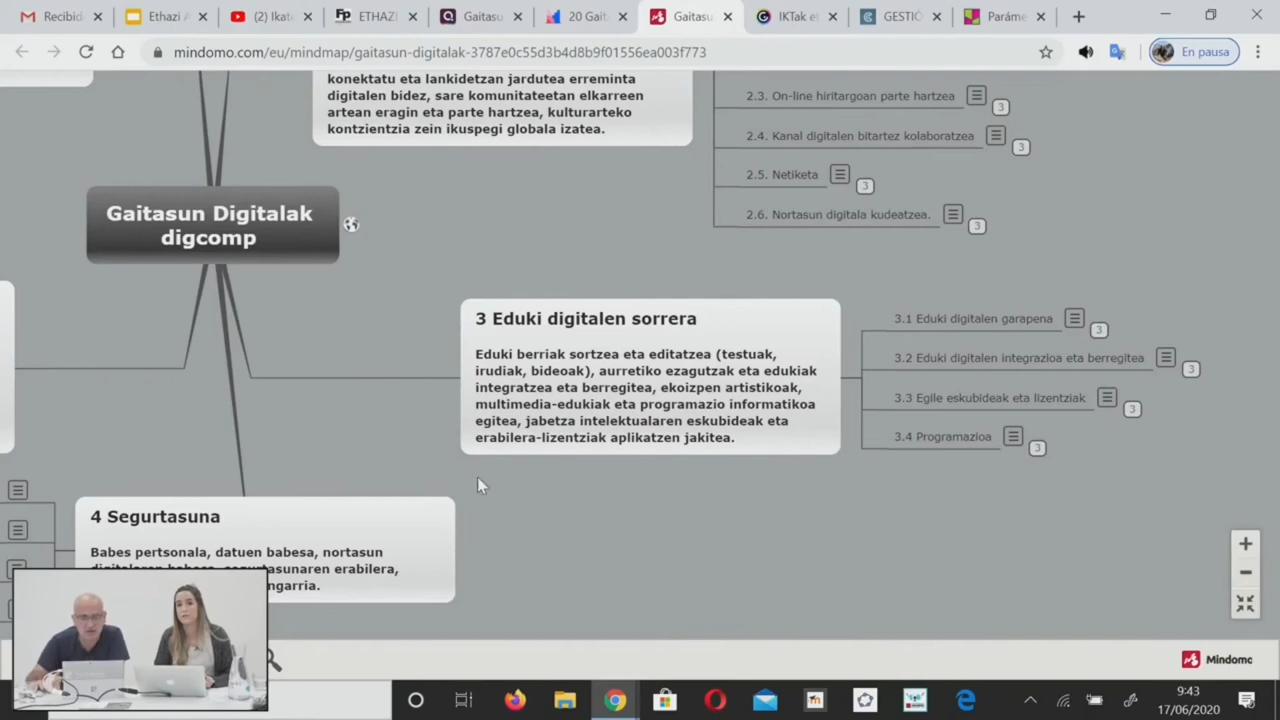 Recibid
Ethazi A
(2) Ikat
ETHAZI
Gaitasu
20 Gait
Gaitasu
IKTak et
GESTIÓ
Paráme
mindomo.com/eu/mindmap/gaitasun-digitalak-3787e0c55d3b4d8b9f01556ea003f773
En pausa
konektatu eta lankidetzan jardutea erreminta
digitalen bidez, sare komunitateetan elkarreen
artean eragin eta parte hartzea, kulturarteko
kontzientzia zein ikuspegi globala izatea.
2.3. On-line hiritargoan parte hartzea
3
2.4. Kanal digitalen bitartez kolaboratzea
3
2.5. Netiketa
3
2.6. Nortasun digitala kudeatzea.
3
Gaitasun Digitalak
digcomp
3 Eduki digitalen sorrera
Eduki berriak sortzea eta editatzea (testuak,
irudiak, bideoak), aurretiko ezagutzak eta edukiak
integratzea eta berregitea, ekoizpen artistikoak,
multimedia-edukiak eta programazio informatikoa
egitea, jabetza intelektualaren eskubideak eta
erabilera-lizentziak aplikatzen jakitea.
3.1 Eduki digitalen garapena
3
3.2 Eduki digitalen integrazioa eta berregitea
3
3.3 Egile eskubideak eta lizentziak
3
3.4 Programazioa
3
4 Segurtasuna
Babes pertsonala, datuen babesa, nortasun
digitalaren babesa, segurtasunaren erabilera,
Mindomo
9:43
17/06/2020